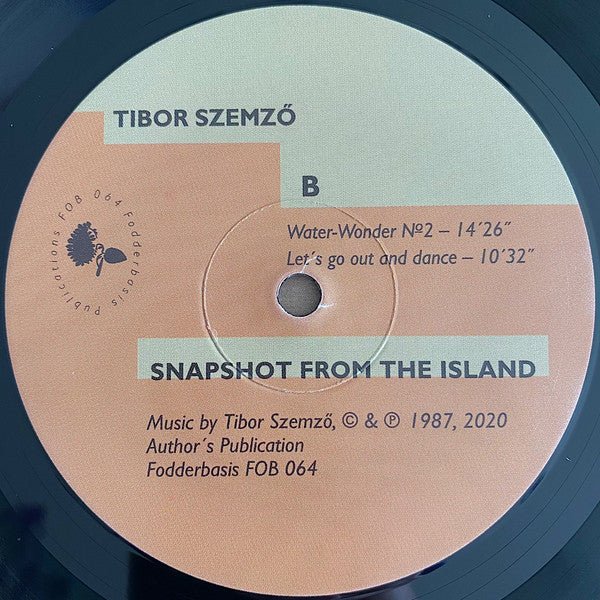 TIBOR SZEMZŐ
B
Water-Wonder Nº2 – 14´26”
Let´s go out and dance – 10´32”
Publications FOB 064 Fodderbasis
SNAPSHOT FROM THE ISLAND
Music by Tibor Szemző, © & ℗ 1987, 2020
Author´s Publication
Fodderbasis FOB 064